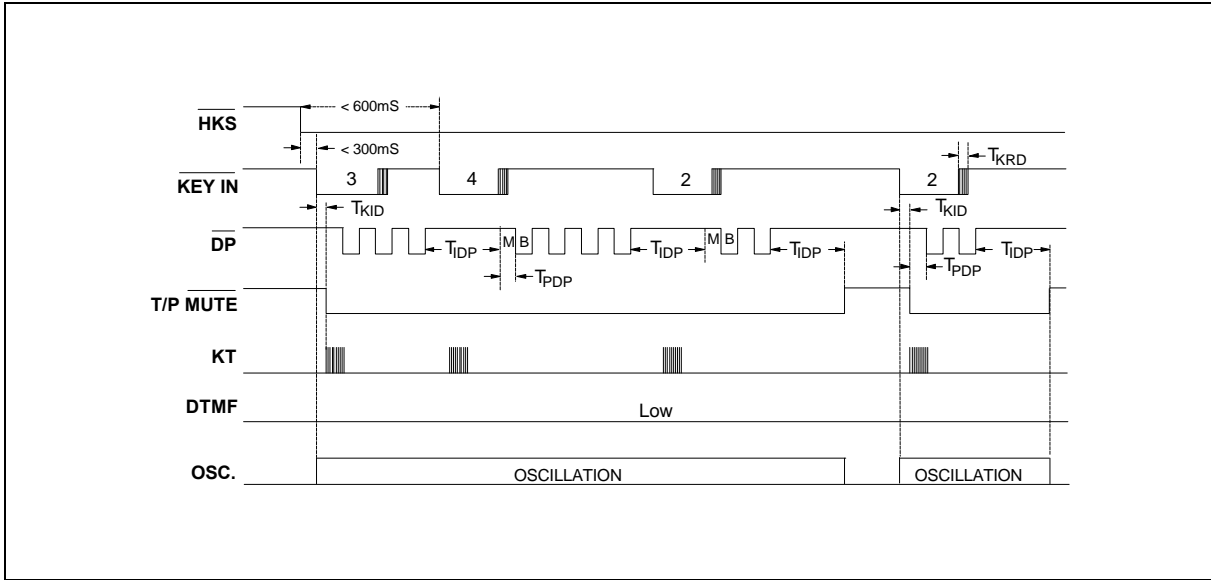 HKS
< 600mS
< 300mS
KEY IN
3
4
2
2
TKRD
TKID
TKID
DP
TIDP
M B
TIDP
M B
TIDP
TIDP
TPDP
TPDP
T/P MUTE
KT
DTMF
Low
OSC.
OSCILLATION
OSCILLATION